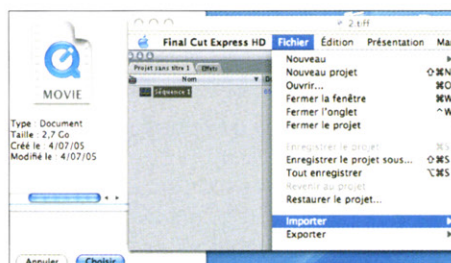 2.tiff
Final Cut Express HD Fichier Édition Présentation
Projet sans titre 1 Effets
Nom
Séquence 1
MOVIE
Type : Document
Taille : 2,7 Go
Créé le : 4/07/05
Modifié le : 4/07/05
Annuler Choisir
Nouveau
Nouveau projet ⇧⌘N
Ouvrir... ⌘O
Fermer la fenêtre ⌘W
Fermer l'onglet ^W
Fermer le projet
Enregistrer le projet ⌘S
Enregistrer le projet sous... ⇧⌘S
Tout enregistrer ⌥⌘S
Revenir au projet
Restaurer le projet...
Importer
Exporter